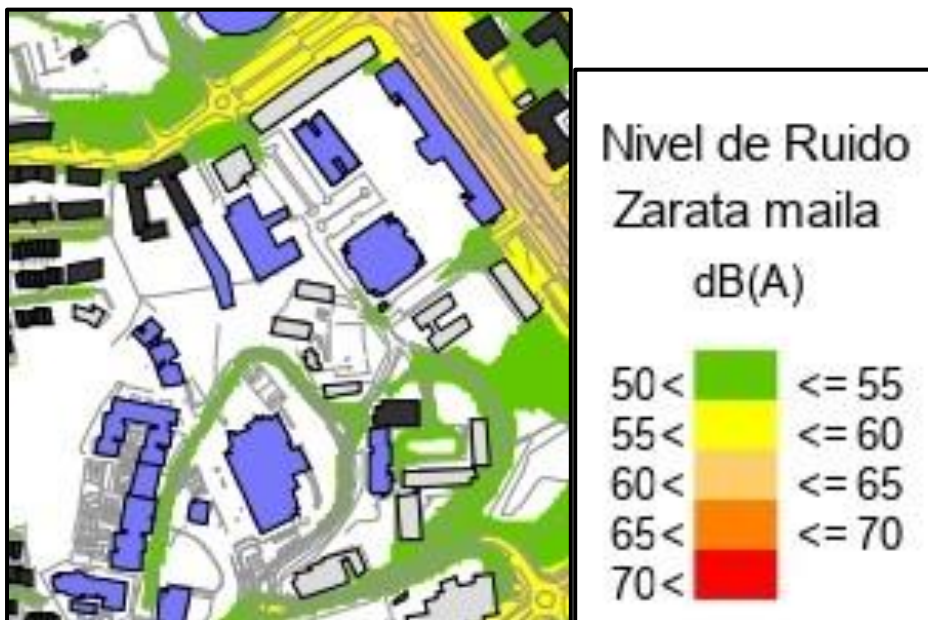 Nivel de Ruido
Zarata maila
dB(A)
50< <= 55
55< <= 60
60< <= 65
65< <= 70
70<